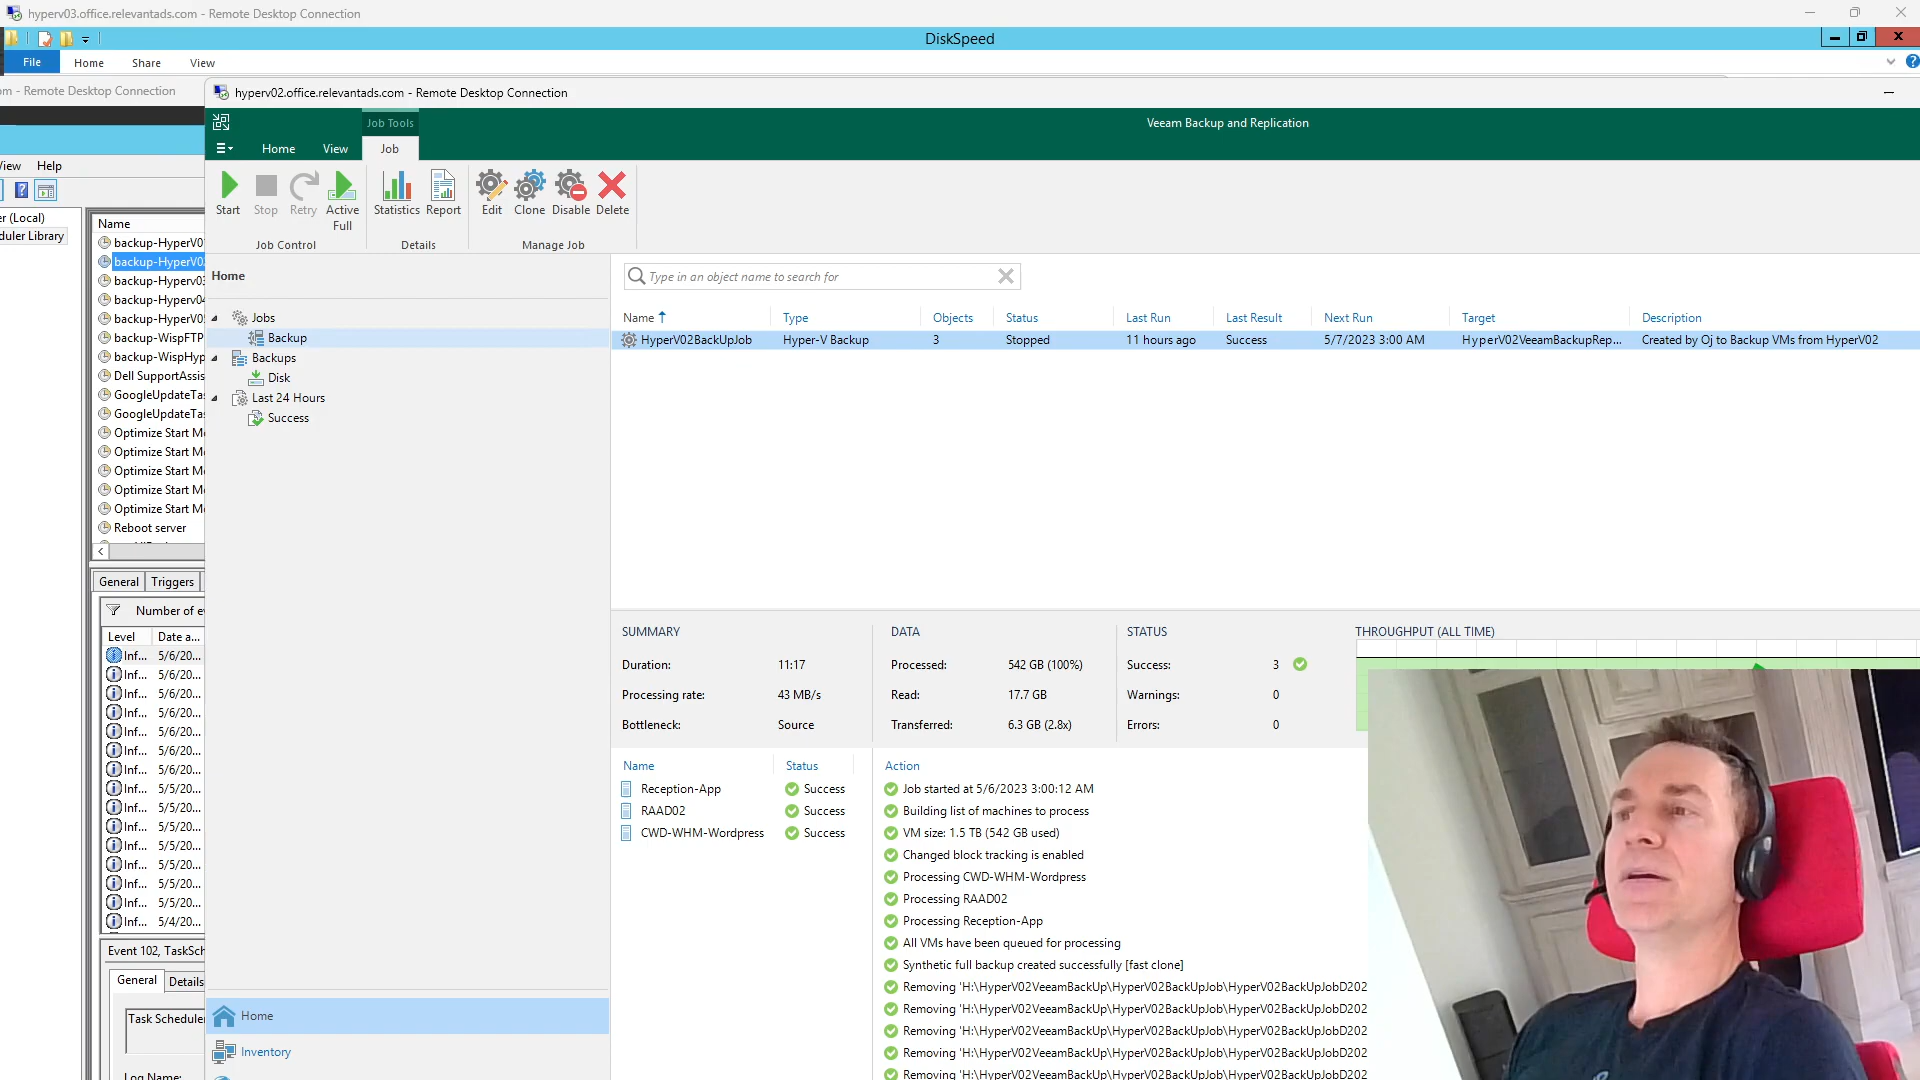 hyperv03.office.relevantads.com - Remote Desktop Connection
DiskSpeed
File Home Share View
om - Remote Desktop Connection
hyperv02.office.relevantads.com - Remote Desktop Connection
Job Tools
Veeam Backup and Replication
Home View Job
View Help
Start
Stop
Retry
Active Full
Statistics
Report
Edit
Clone
Disable
Delete
Job Control
Details
Manage Job
er (Local)
duler Library
Name
backup-HyperV0
backup-HyperV02
backup-Hyperv03
backup-Hyperv04
backup-HyperV0
backup-WispFTP
backup-WispHyp
Dell SupportAssis
GoogleUpdateTas
GoogleUpdateTas
Optimize Start Me
Optimize Start Me
Optimize Start Me
Optimize Start Me
Optimize Start Me
Reboot server
General Triggers
Number of ev
Level Date a...
Inf... 5/6/20...
Inf... 5/6/20...
Inf... 5/6/20...
Inf... 5/6/20...
Inf... 5/6/20...
Inf... 5/6/20...
Inf... 5/6/20...
Inf... 5/5/20...
Inf... 5/5/20...
Inf... 5/5/20...
Inf... 5/5/20...
Inf... 5/5/20...
Inf... 5/5/20...
Inf... 5/5/20...
Inf... 5/4/20...
Event 102, TaskSch
General Details
Task Scheduler
Log Name:
Home
Jobs
Backup
Backups
Disk
Last 24 Hours
Success
Home
Inventory
Type in an object name to search for
Name Type Objects Status Last Run Last Result Next Run Target Description
HyperV02BackUpJob Hyper-V Backup 3 Stopped 11 hours ago Success 5/7/2023 3:00 AM HyperV02VeeamBackupRep... Created by Oj to Backup VMs from HyperV02
SUMMARY
Duration: 11:17
Processing rate: 43 MB/s
Bottleneck: Source
DATA
Processed: 542 GB (100%)
Read: 17.7 GB
Transferred: 6.3 GB (2.8x)
STATUS
Success: 3
Warnings: 0
Errors: 0
THROUGHPUT (ALL TIME)
Name Status
Reception-App Success
RAAD02 Success
CWD-WHM-Wordpress Success
Action
Job started at 5/6/2023 3:00:12 AM
Building list of machines to process
VM size: 1.5 TB (542 GB used)
Changed block tracking is enabled
Processing CWD-WHM-Wordpress
Processing RAAD02
Processing Reception-App
All VMs have been queued for processing
Synthetic full backup created successfully [fast clone]
Removing 'H:\HyperV02VeeamBackUp\HyperV02BackUpJob\HyperV02BackUpJobD202
Removing 'H:\HyperV02VeeamBackUp\HyperV02BackUpJob\HyperV02BackUpJobD202
Removing 'H:\HyperV02VeeamBackUp\HyperV02BackUpJob\HyperV02BackUpJobD202
Removing 'H:\HyperV02VeeamBackUp\HyperV02BackUpJob\HyperV02BackUpJobD202
Removing 'H:\HyperV02VeeamBackUp\HyperV02BackUpJob\HyperV02BackUpJobD202